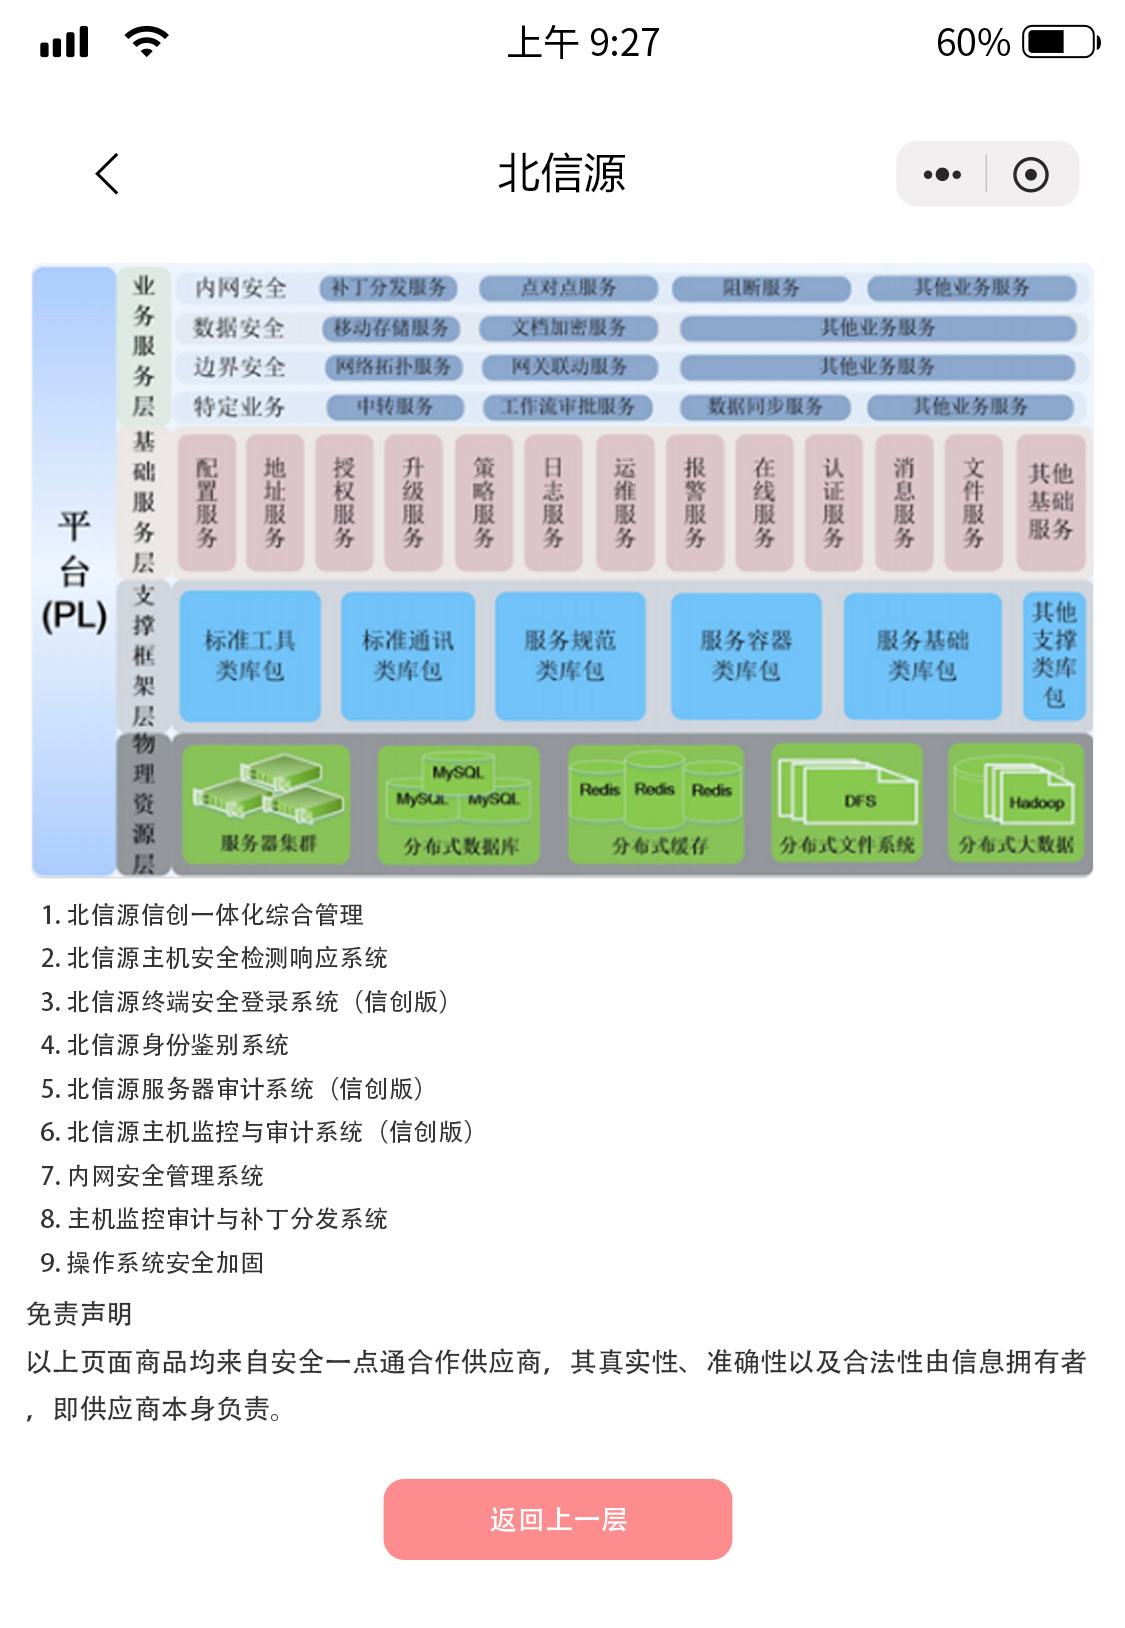 上午 9:27
60%
北信源
平台(PL)
业务服务层
内网安全 补丁分发服务 点对点服务 阻断服务 其他业务服务
数据安全 移动存储服务 文档加密服务 其他业务服务
边界安全 网络拓扑服务 网关联动服务 其他业务服务
特定业务 中转服务 工作流审批服务 数据同步服务 其他业务服务
基础服务层
配置服务 地址服务 授权服务 升级服务 策略服务 日志服务 运维服务 报警服务 在线服务 认证服务 消息服务 文件服务 其他基础服务
支撑框架层
标准工具类库包 标准通讯类库包 服务规范类库包 服务容器类库包 服务基础类库包 其他支撑类库包
物理资源层
MySQL
MySQL MySQL
Redis Redis Redis
DFS
Hadoop
服务器集群 分布式数据库 分布式缓存 分布式文件系统 分布式大数据
1. 北信源信创一体化综合管理
2. 北信源主机安全检测响应系统
3. 北信源终端安全登录系统（信创版）
4. 北信源身份鉴别系统
5. 北信源服务器审计系统（信创版）
6. 北信源主机监控与审计系统（信创版）
7. 内网安全管理系统
8. 主机监控审计与补丁分发系统
9. 操作系统安全加固
免责声明
以上页面商品均来自安全一点通合作供应商，其真实性、准确性以及合法性由信息拥有者
，即供应商本身负责。
返回上一层